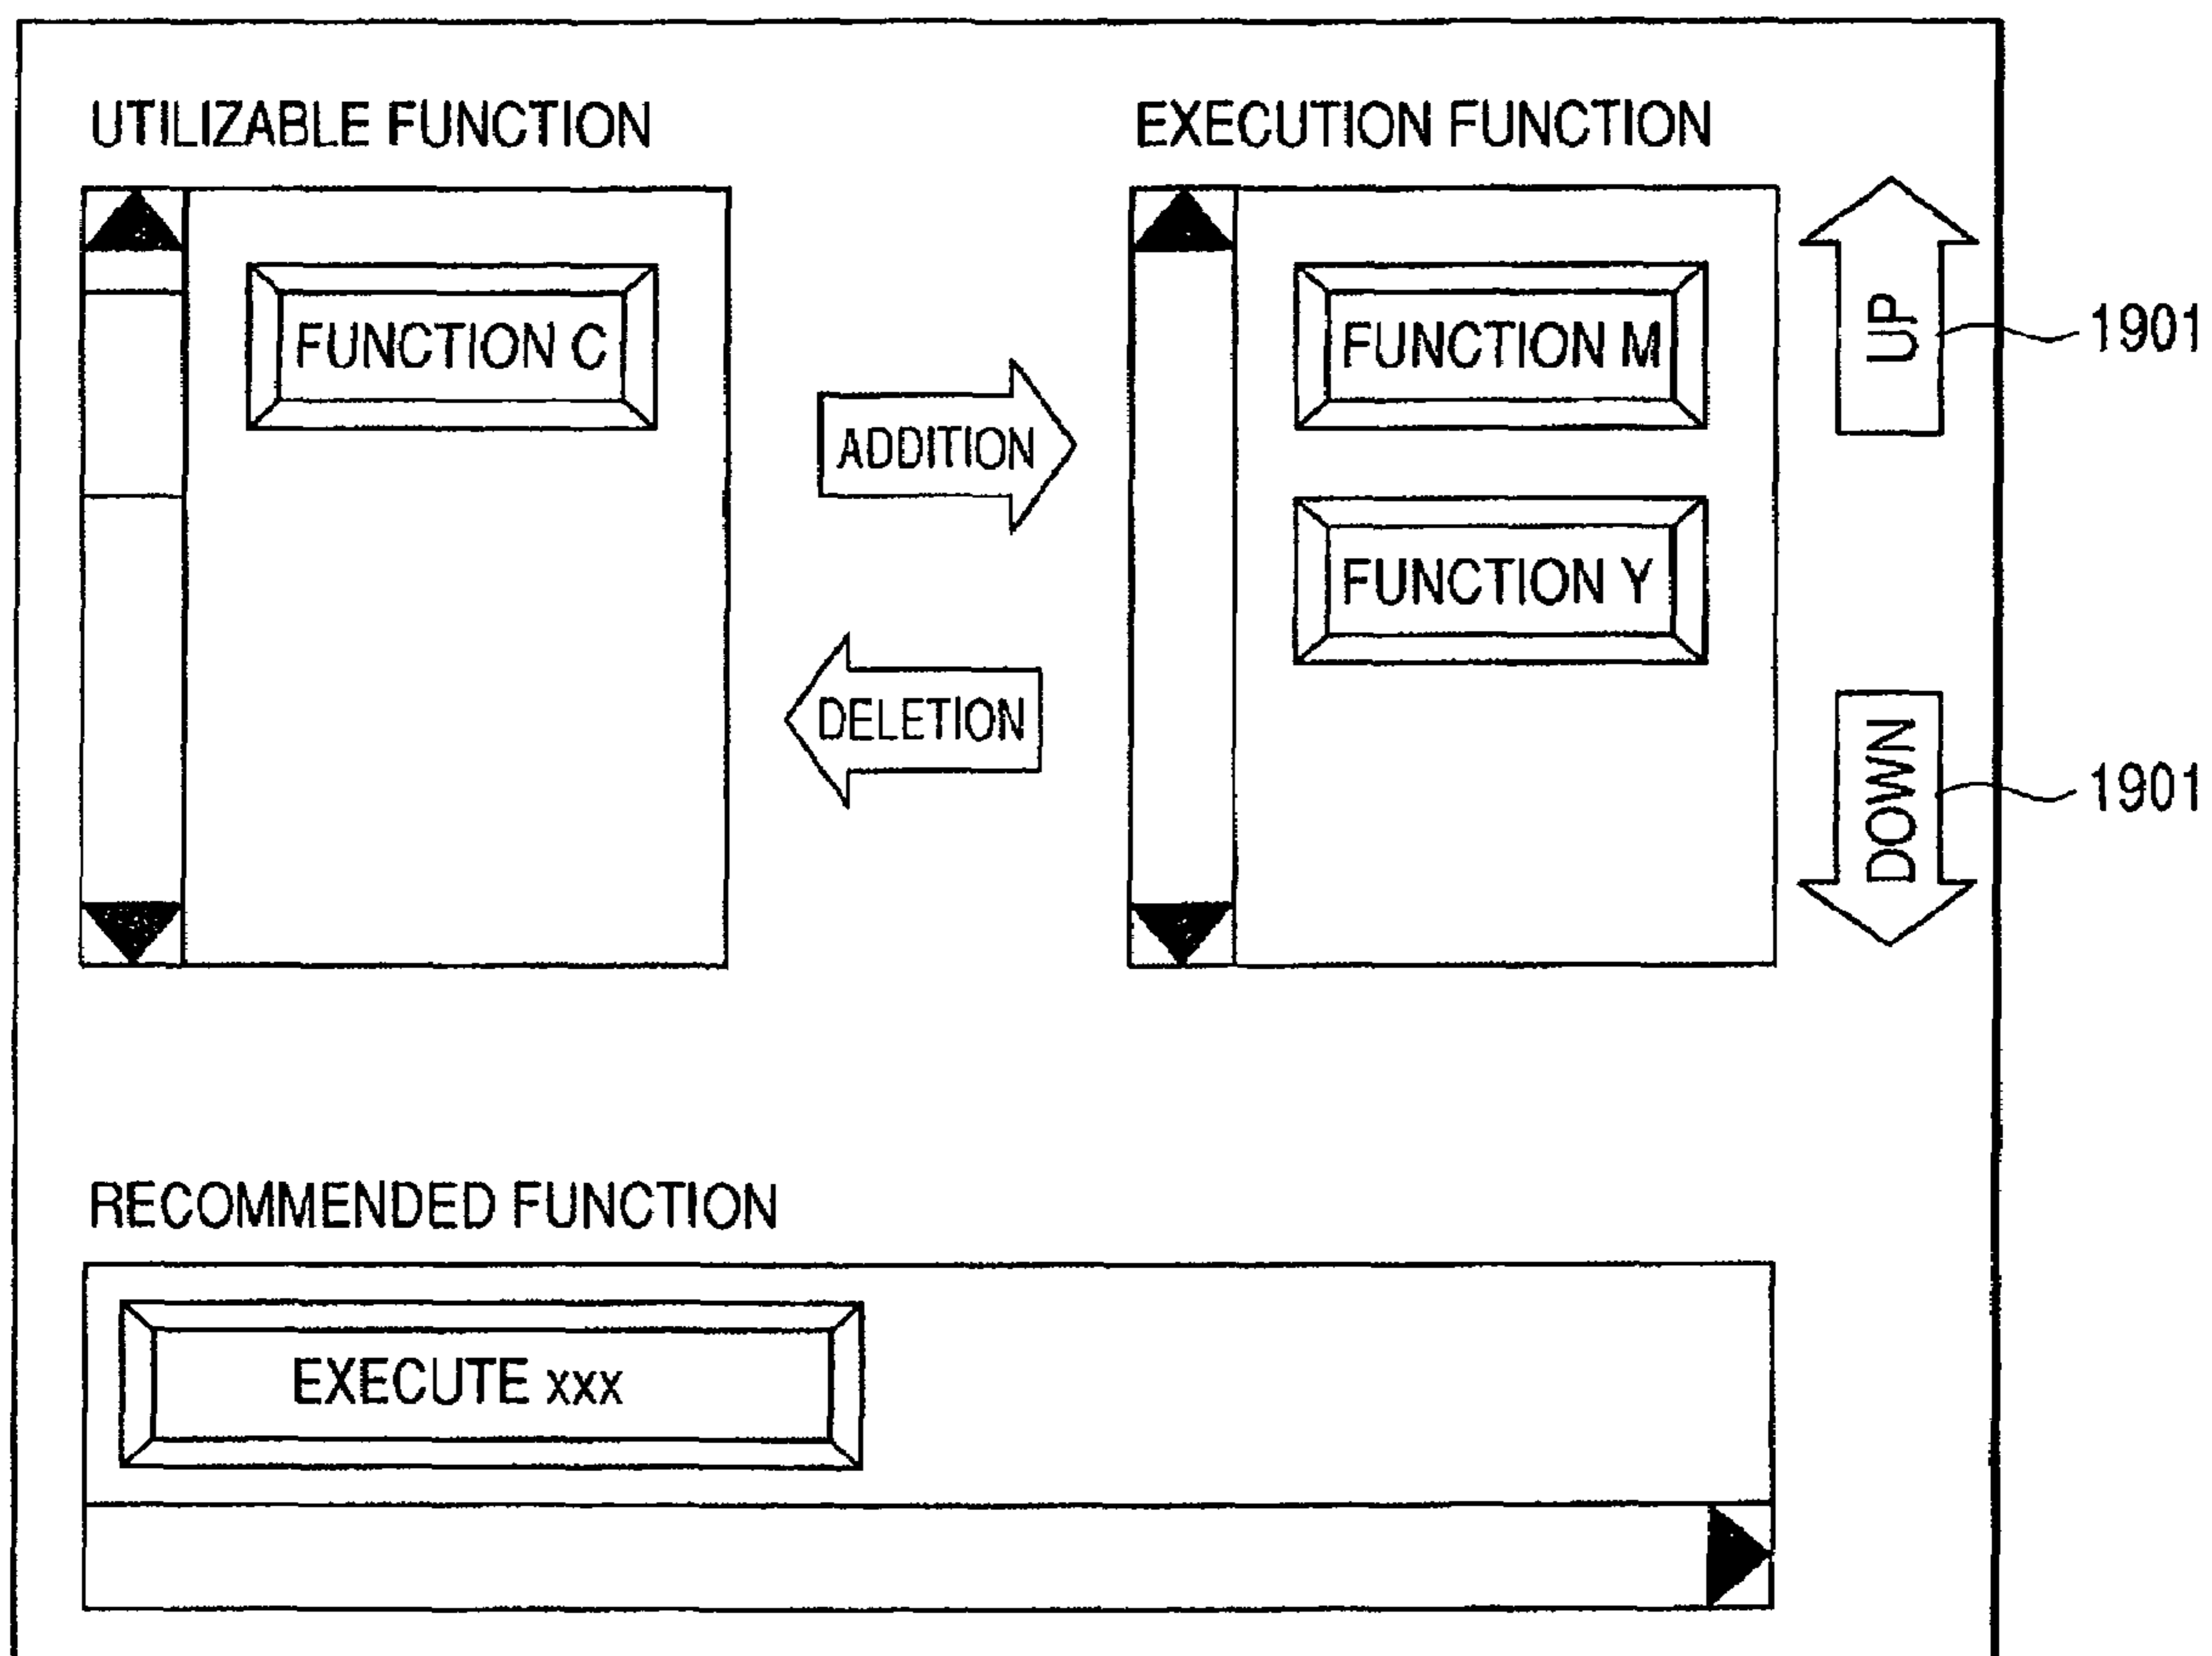 UTILIZABLE FUNCTION
EXECUTION FUNCTION
FUNCTION C
FUNCTION M
UP
1901
ADDITION
FUNCTION Y
DELETION
DOWN
1901
RECOMMENDED FUNCTION
EXECUTE xxx